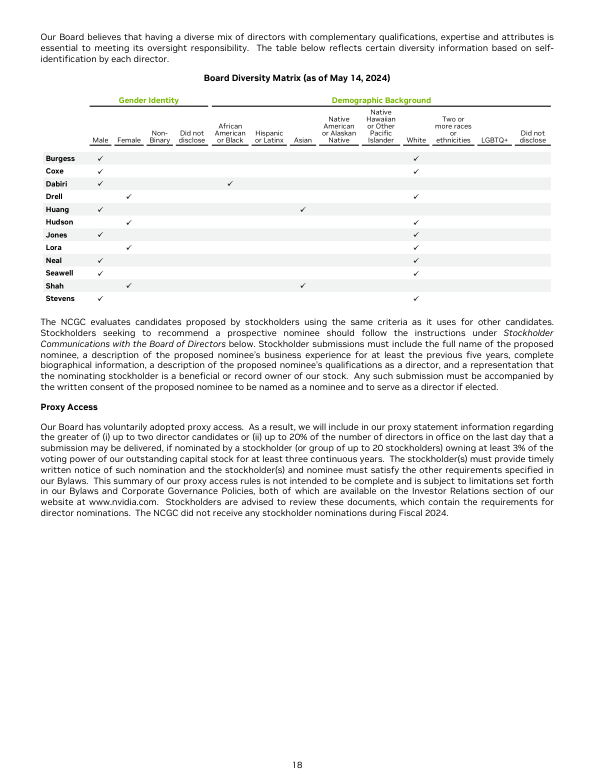 Our Board believes that having a diverse mix of directors with complementary qualifications, expertise and attributes is
essential to meeting its oversight responsibility. The table below reflects certain diversity information based on self-
identification by each director.
Board Diversity Matrix (as of May 14, 2024)
Gender Identity Demographic Background
Male Female Non-Binary Did not disclose African American or Black Hispanic or Latinx Asian Native American or Alaskan Native Native Hawaiian or Other Pacific Islander White Two or more races or ethnicities LGBTQ+ Did not disclose
Burgess ✓ ✓
Coxe ✓ ✓
Dabiri ✓ ✓
Drell ✓ ✓
Huang ✓ ✓
Hudson ✓ ✓
Jones ✓ ✓
Lora ✓ ✓
Neal ✓ ✓
Seawell ✓ ✓
Shah ✓ ✓
Stevens ✓ ✓
The NCGC evaluates candidates proposed by stockholders using the same criteria as it uses for other candidates.
Stockholders seeking to recommend a prospective nominee should follow the instructions under Stockholder
Communications with the Board of Directors below. Stockholder submissions must include the full name of the proposed
nominee, a description of the proposed nominee's business experience for at least the previous five years, complete
biographical information, a description of the proposed nominee's qualifications as a director, and a representation that
the nominating stockholder is a beneficial or record owner of our stock. Any such submission must be accompanied by
the written consent of the proposed nominee to be named as a nominee and to serve as a director if elected.
Proxy Access
Our Board has voluntarily adopted proxy access. As a result, we will include in our proxy statement information regarding
the greater of (i) up to two director candidates or (ii) up to 20% of the number of directors in office on the last day that a
submission may be delivered, if nominated by a stockholder (or group of up to 20 stockholders) owning at least 3% of the
voting power of our outstanding capital stock for at least three continuous years. The stockholder(s) must provide timely
written notice of such nomination and the stockholder(s) and nominee must satisfy the other requirements specified in
our Bylaws. This summary of our proxy access rules is not intended to be complete and is subject to limitations set forth
in our Bylaws and Corporate Governance Policies, both of which are available on the Investor Relations section of our
website at www.nvidia.com. Stockholders are advised to review these documents, which contain the requirements for
director nominations. The NCGC did not receive any stockholder nominations during Fiscal 2024.
18